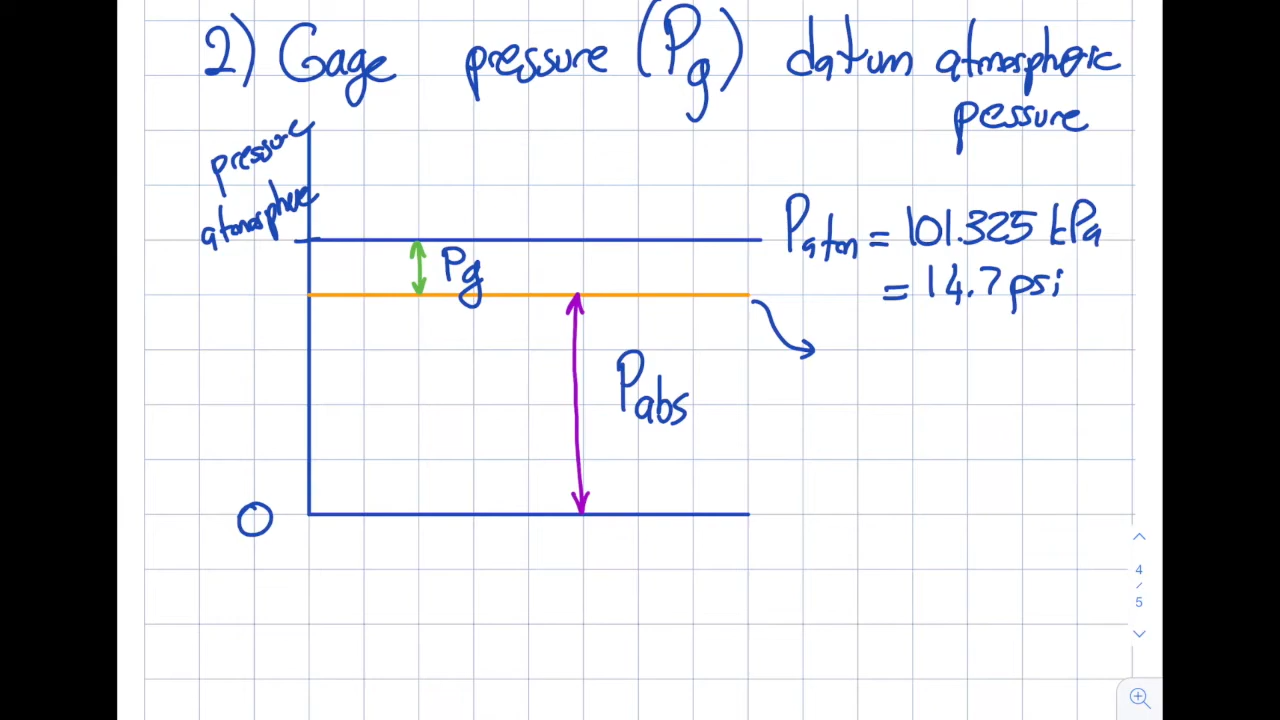 2) Gage pressure (Pg) datum atmospheric
pessure
pressure
atmosphere
Patm = 101.325 kPa
= 14.7 psi
Pg
Pabs
0
4
/
5